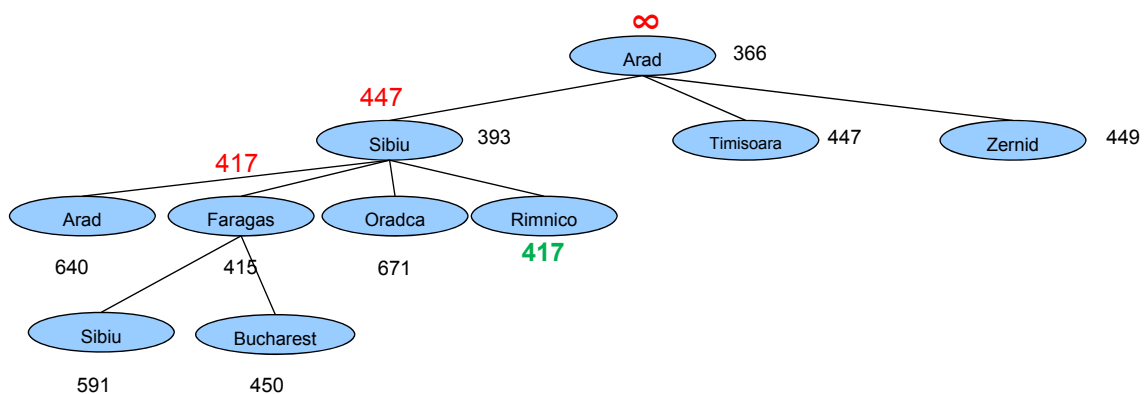 ∞
Arad 366
447
Sibiu 393 Timisoara 447 Zernid 449
417
Arad Faragas Oradca Rimnico
640 415 671 417
Sibiu Bucharest
591 450